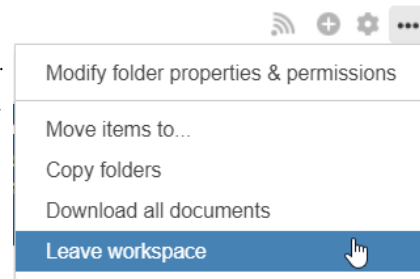 Modify folder properties & permissions
Move items to...
Copy folders
Download all documents
Leave workspace